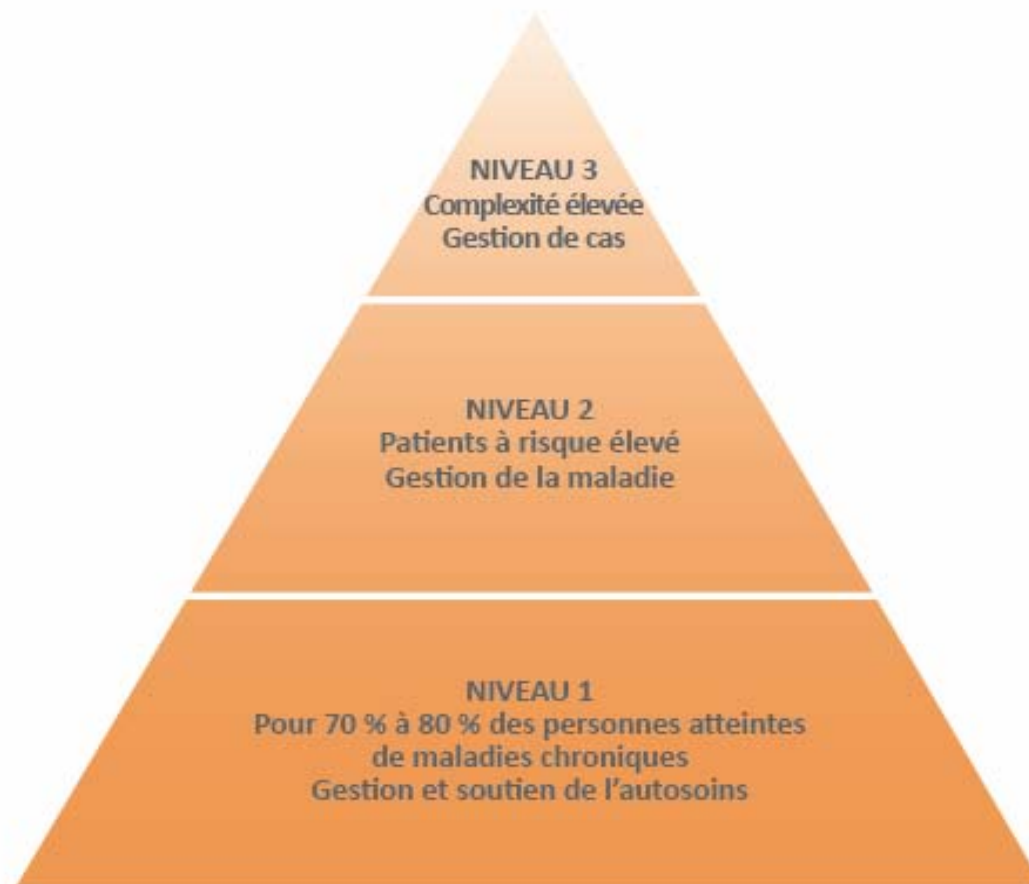 NIVEAU 3
Complexité élevée
Gestion de cas
NIVEAU 2
Patients à risque élevé
Gestion de la maladie
NIVEAU 1
Pour 70 % à 80 % des personnes atteintes
de maladies chroniques
Gestion et soutien de l’autosoins